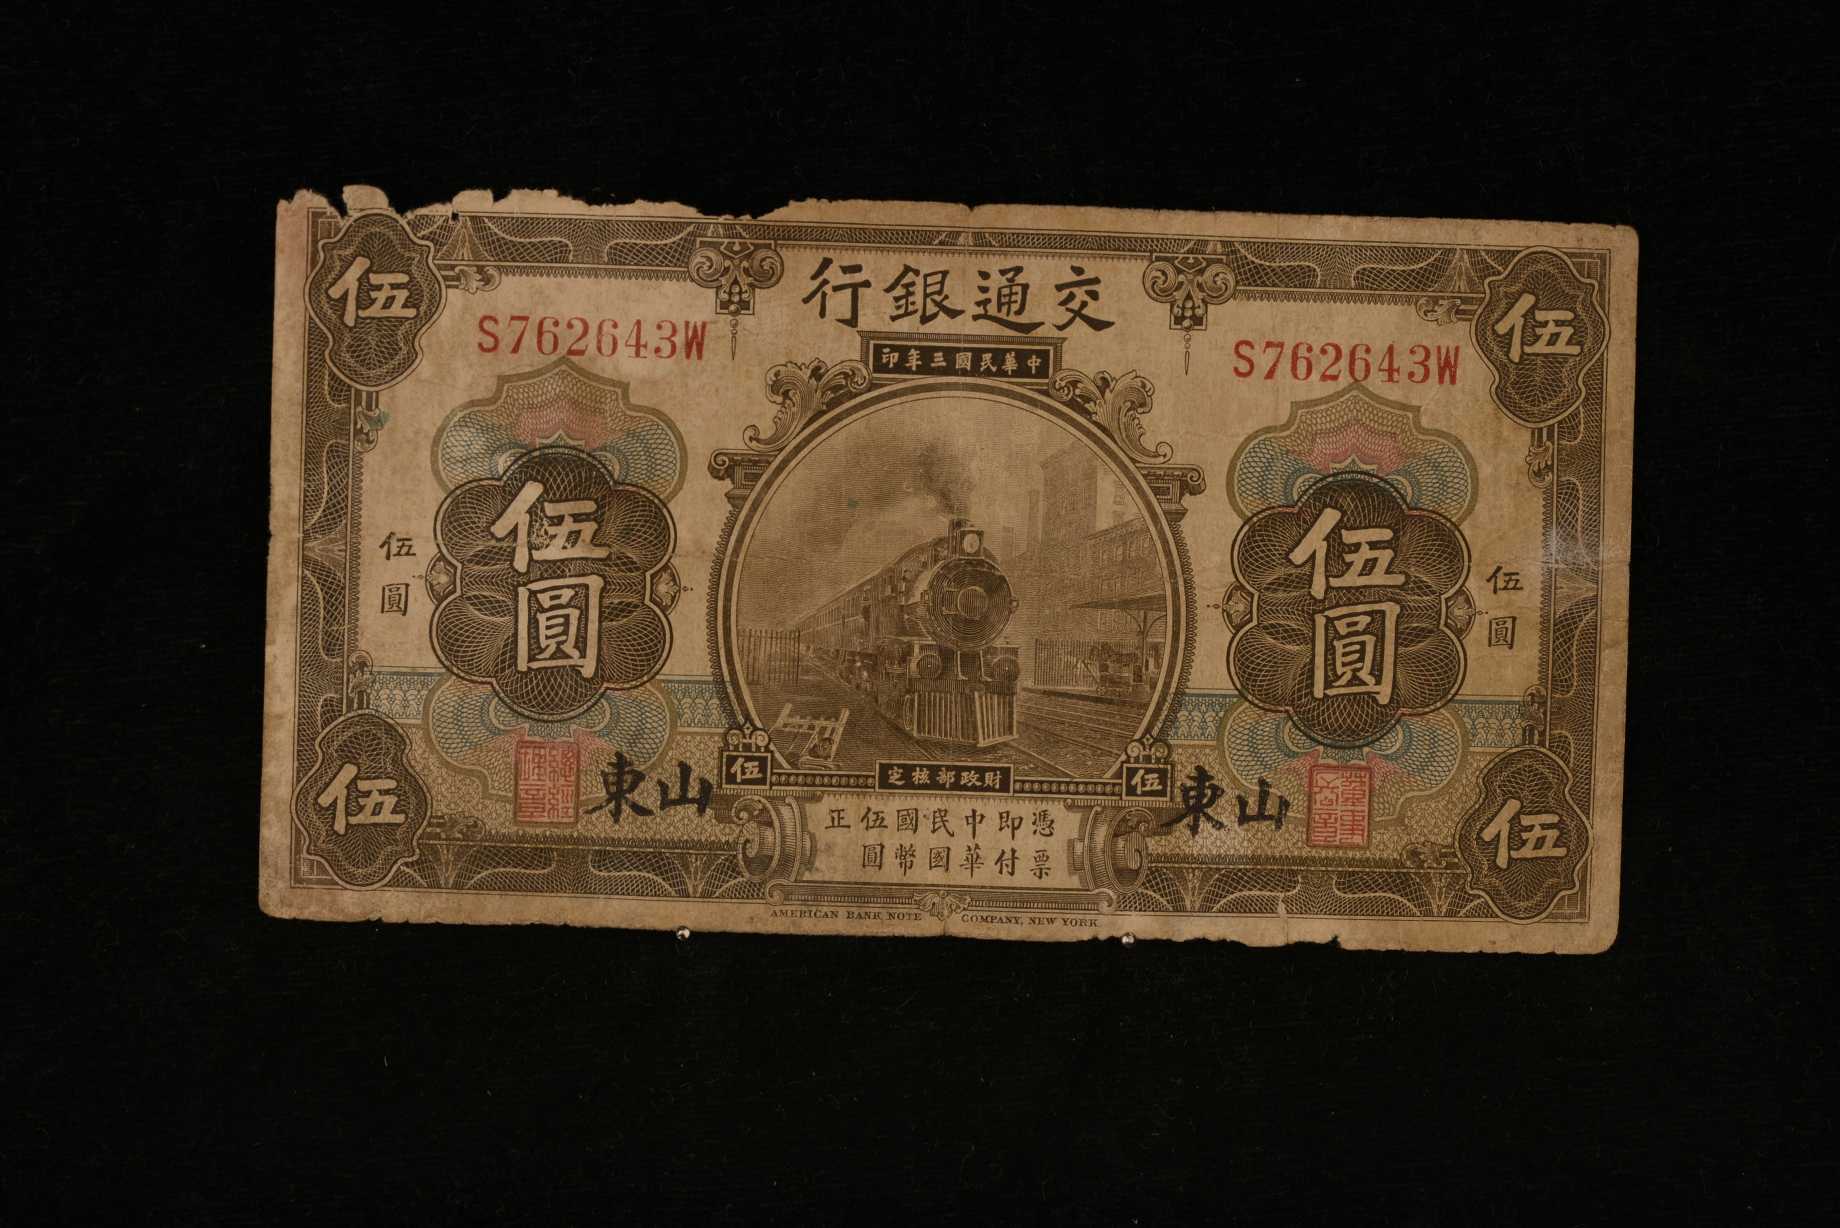 交通銀行
S762643W
S762643W
中華民國三年印
伍
伍
伍圓
伍圓
伍圓
伍圓
財政部核定
伍
伍
山東
山東
憑票即付中華民國國幣伍圓正
伍
伍
AMERICAN BANK NOTE COMPANY, NEW YORK.